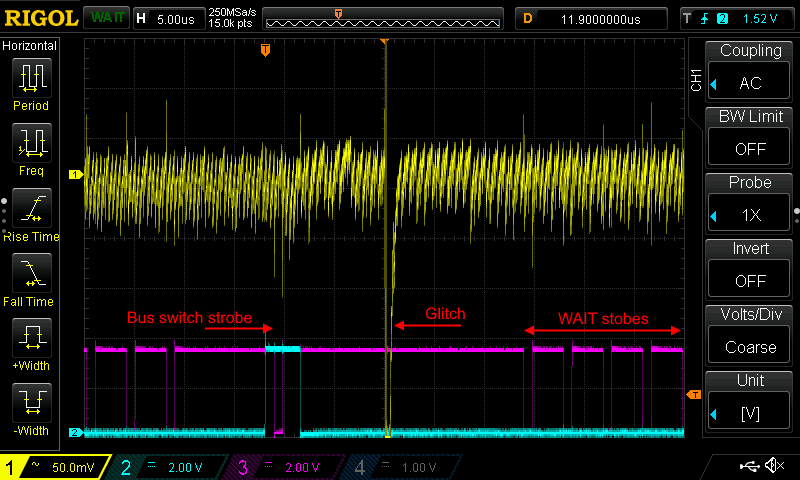 RIGOL WAIT H 5.00us 250MSa/s
15.0k pts
D 11.9000000us T 2 1.52 V
Horizontal
Period
Freq
Rise Time
Fall Time
+Width
-Width
T
1
Bus switch strobe
Glitch
WAIT stobes
2
T
CH1
Coupling
AC
BW Limit
OFF
Probe
1X
Invert
OFF
Volts/Div
Coarse
Unit
[V]
1 ~ 50.0mV 2 = 2.00 V 3 = 2.00 V 4 = 1.00 V